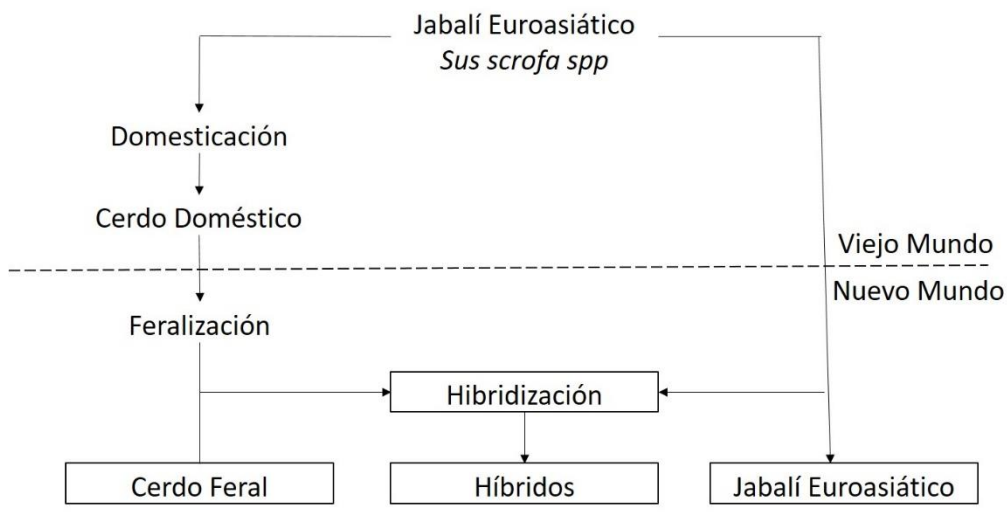 Jabalí Euroasiático
Sus scrofa spp
Domesticación
Cerdo Doméstico
Viejo Mundo
Nuevo Mundo
Feralización
Hibridización
Cerdo Feral
Híbridos
Jabalí Euroasiático